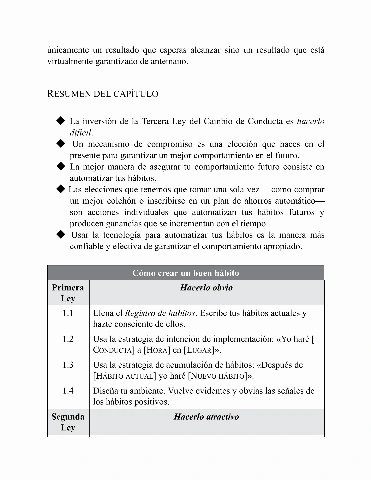 únicamente un resultado que esperas alcanzar sino un resultado que está
virtualmente garantizado de antemano.
RESUMEN DEL CAPÍTULO
◆ La inversión de la Tercera Ley del Cambio de Conducta es hacerlo
difícil.
◆ Un mecanismo de compromiso es una elección que haces en el
presente para garantizar un mejor comportamiento en el futuro.
◆ La mejor manera de asegurar tu comportamiento futuro consiste en
automatizar tus hábitos.
◆ Las elecciones que tenemos que tomar una sola vez —como comprar
un mejor colchón o inscribirse en un plan de ahorros automático—
son acciones individuales que automatizan tus hábitos futuros y
producen ganancias que se incrementan con el tiempo.
◆ Usar la tecnología para automatizar tus hábitos es la manera más
confiable y efectiva de garantizar el comportamiento apropiado.
Cómo crear un buen hábito
Primera Ley Hacerlo obvio
1.1 Llena el Registro de hábitos. Escribe tus hábitos actuales y
hazte consciente de ellos.
1.2 Usa la estrategia de intención de implementación: «Yo haré [
CONDUCTA] a [HORA] en [LUGAR]».
1.3 Usa la estrategia de acumulación de hábitos: «Después de
[HÁBITO ACTUAL] yo haré [NUEVO HÁBITO]».
1.4 Diseña tu ambiente. Vuelve evidentes y obvias las señales de
los hábitos positivos.
Segunda Ley Hacerlo atractivo